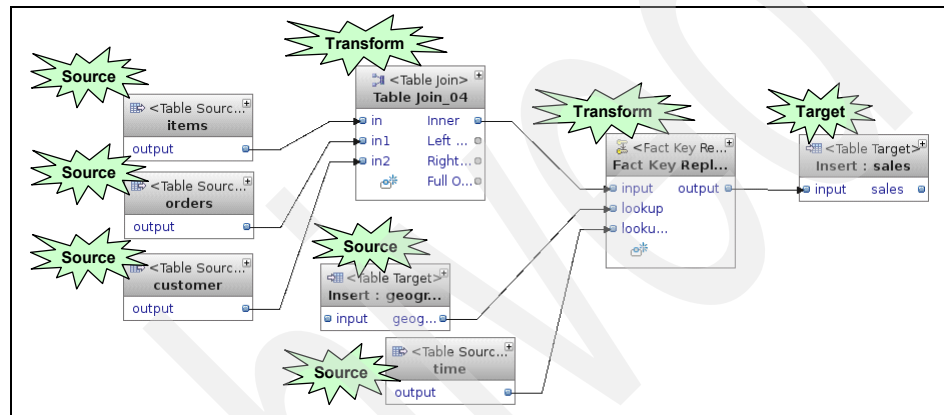 Source
<Table Sourc...
items
output
Source
<Table Sourc...
orders
output
Source
<Table Sourc...
customer
output
Transform
<Table Join>
Table Join_04
in Inner
in1 Left ...
in2 Right...
Full O...
Source
<Table Target>
Insert : geogr...
input geog...
Source
<Table Sourc...
time
output
Transform
<Fact Key Re...
Fact Key Repl...
input output
lookup
looku...
Target
<Table Target>
Insert : sales
input sales